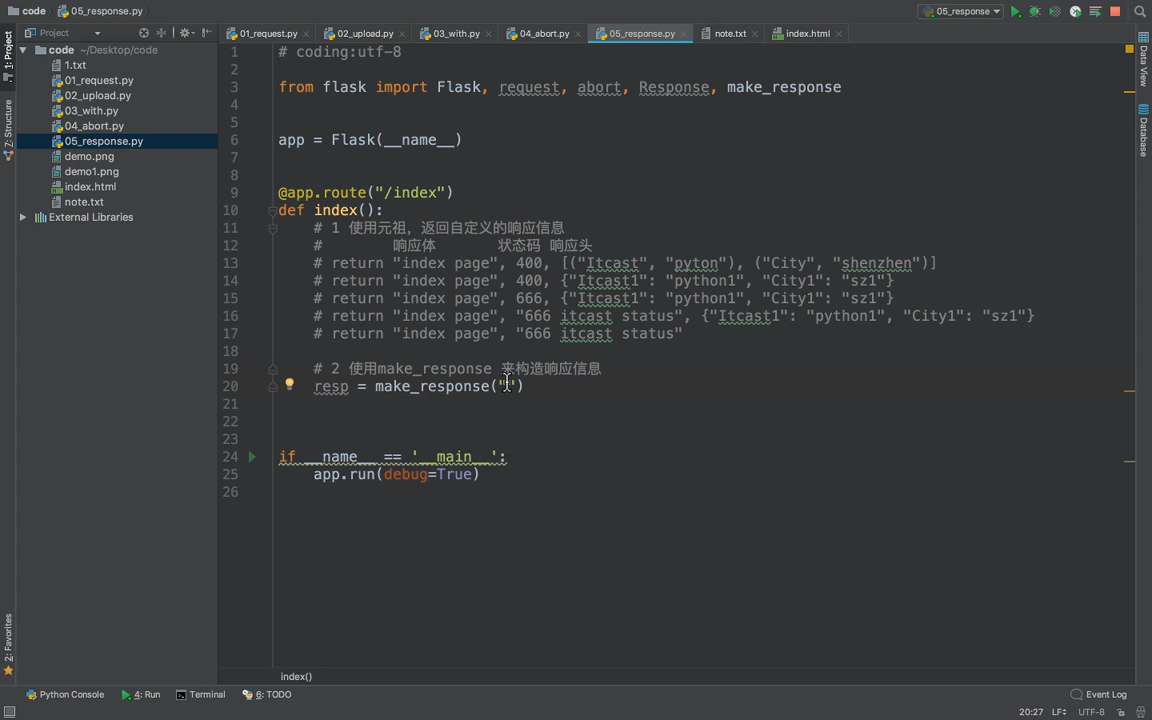 code 05_response.py 05_response
Project
01_request.py 02_upload.py 03_with.py 04_abort.py 05_response.py note.txt index.html
1: Project
Z: Structure
2: Favorites
code ~/Desktop/code
1.txt
01_request.py
02_upload.py
03_with.py
04_abort.py
05_response.py
demo.png
demo1.png
index.html
note.txt
External Libraries
1 # coding:utf-8
2
3 from flask import Flask, request, abort, Response, make_response
4
5
6 app = Flask(__name__)
7
8
9 @app.route("/index")
10 def index():
11 # 1 使用元祖，返回自定义的响应信息
12 # 响应体 状态码 响应头
13 # return "index page", 400, [("Itcast", "pyton"), ("City", "shenzhen")]
14 # return "index page", 400, {"Itcast1": "python1", "City1": "sz1"}
15 # return "index page", 666, {"Itcast1": "python1", "City1": "sz1"}
16 # return "index page", "666 itcast status", {"Itcast1": "python1", "City1": "sz1"}
17 # return "index page", "666 itcast status"
18
19 # 2 使用make_response 来构造响应信息
20 resp = make_response("")
21
22
23
24 if __name__ == '__main__':
25 app.run(debug=True)
26
Data View
Database
index()
Python Console 4: Run Terminal 6: TODO Event Log
20:27 LF UTF-8